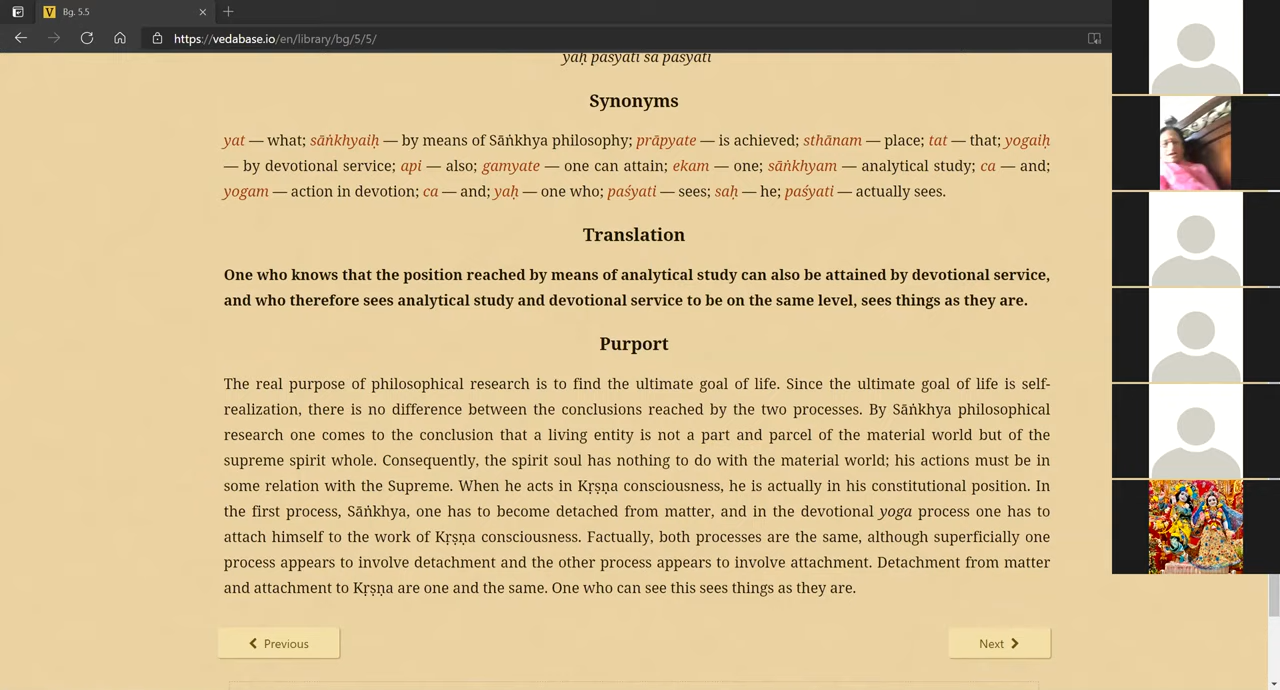 Bg. 5.5
https://vedabase.io/en/library/bg/5/5/
yaḥ paśyati sa paśyati
Synonyms
yat — what; sāṅkhyaiḥ — by means of Sāṅkhya philosophy; prāpyate — is achieved; sthānam — place; tat — that; yogaiḥ
— by devotional service; api — also; gamyate — one can attain; ekam — one; sāṅkhyam — analytical study; ca — and;
yogam — action in devotion; ca — and; yaḥ — one who; paśyati — sees; saḥ — he; paśyati — actually sees.
Translation
One who knows that the position reached by means of analytical study can also be attained by devotional service,
and who therefore sees analytical study and devotional service to be on the same level, sees things as they are.
Purport
The real purpose of philosophical research is to find the ultimate goal of life. Since the ultimate goal of life is self-
realization, there is no difference between the conclusions reached by the two processes. By Sāṅkhya philosophical
research one comes to the conclusion that a living entity is not a part and parcel of the material world but of the
supreme spirit whole. Consequently, the spirit soul has nothing to do with the material world; his actions must be in
some relation with the Supreme. When he acts in Kṛṣṇa consciousness, he is actually in his constitutional position. In
the first process, Sāṅkhya, one has to become detached from matter, and in the devotional yoga process one has to
attach himself to the work of Kṛṣṇa consciousness. Factually, both processes are the same, although superficially one
process appears to involve detachment and the other process appears to involve attachment. Detachment from matter
and attachment to Kṛṣṇa are one and the same. One who can see this sees things as they are.
Previous
Next